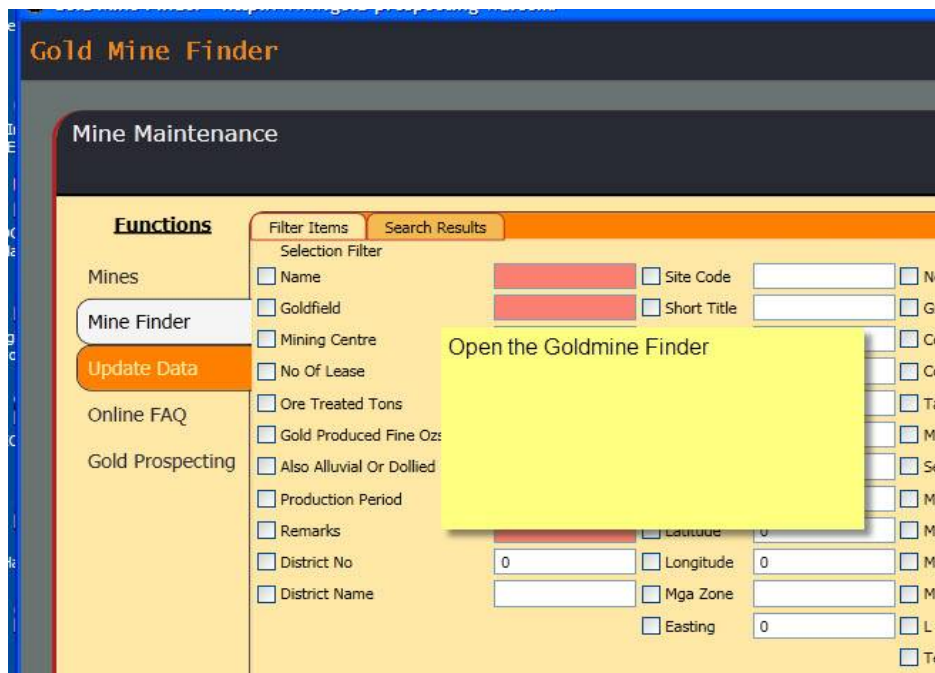 Gold Mine Finder
Mine Maintenance
Functions
Mines
Mine Finder
Update Data
Online FAQ
Gold Prospecting
Filter Items Search Results
Selection Filter
Name Site Code
Goldfield Short Title
Mining Centre
No Of Lease
Ore Treated Tons
Gold Produced Fine Ozs
Also Alluvial Or Dollied
Production Period
Remarks Latitude 0
District No 0 Longitude 0
District Name Mga Zone
Easting 0
Open the Goldmine Finder